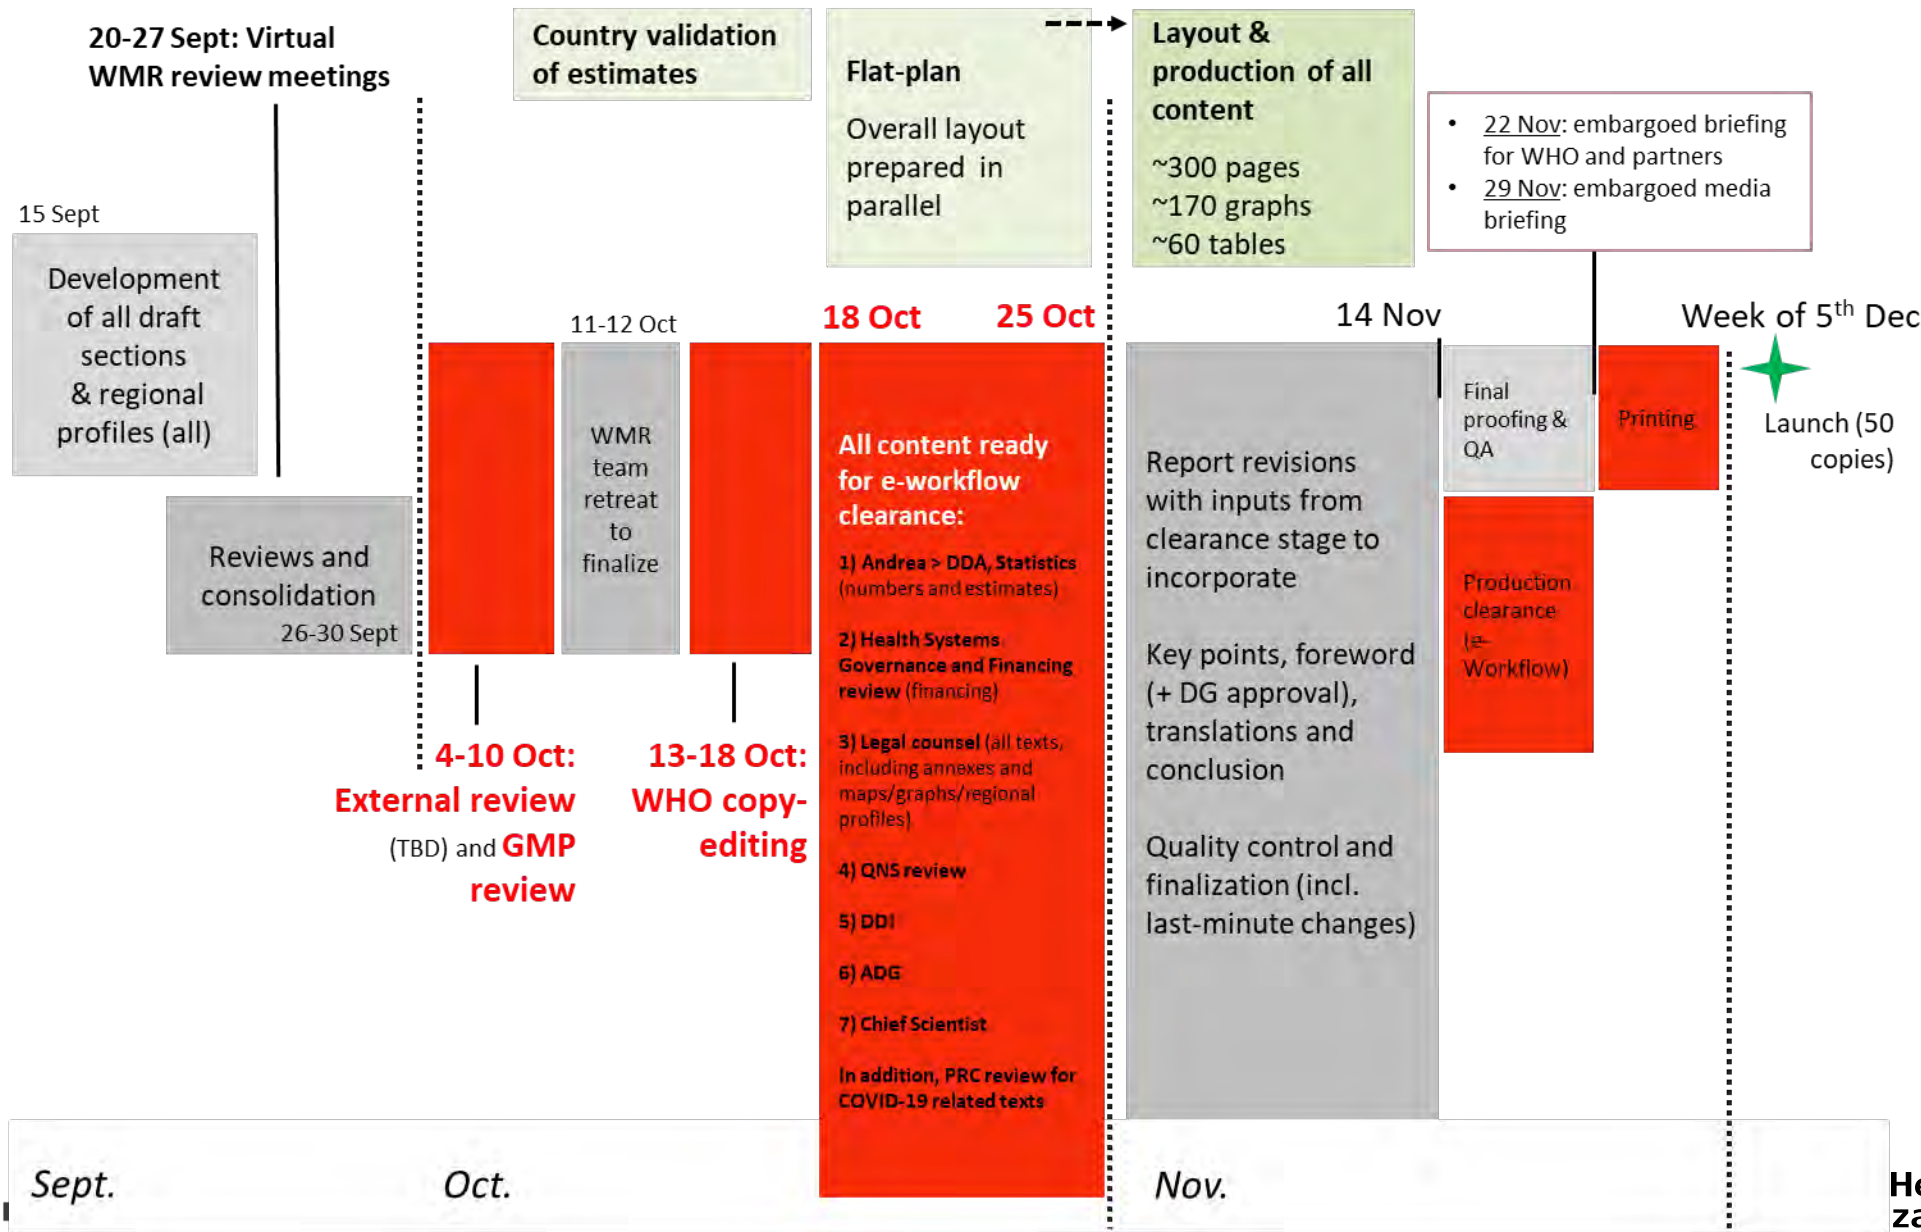 20-27 Sept: Virtual
WMR review meetings
Country validation
of estimates
Flat-plan
Overall layout
prepared in
parallel
Layout &
production of all
content
~300 pages
~170 graphs
~60 tables
• 22 Nov: embargoed briefing
for WHO and partners
• 29 Nov: embargoed media
briefing
15 Sept
Development
of all draft
sections
& regional
profiles (all)
Reviews and
consolidation
26-30 Sept
11-12 Oct
WMR
team
retreat
to
finalize
4-10 Oct:
External review
(TBD) and GMP
review
13-18 Oct:
WHO copy-
editing
18 Oct 25 Oct
All content ready
for e-workflow
clearance:
1) Andrea > DDA, Statistics
(numbers and estimates)
2) Health Systems
Governance and Financing
review (financing)
3) Legal counsel (all texts,
including annexes and
maps/graphs/regional
profiles)
4) QNS review
5) DDI
6) ADG
7) Chief Scientist
In addition, PRC review for
COVID-19 related texts
14 Nov
Report revisions
with inputs from
clearance stage to
incorporate
Key points, foreword
(+ DG approval),
translations and
conclusion
Quality control and
finalization (incl.
last-minute changes)
Final
proofing &
QA
Printing
Production
clearance
(e-
Workflow)
Week of 5th Dec
Launch (50
copies)
Sept. Oct. Nov.
He
za